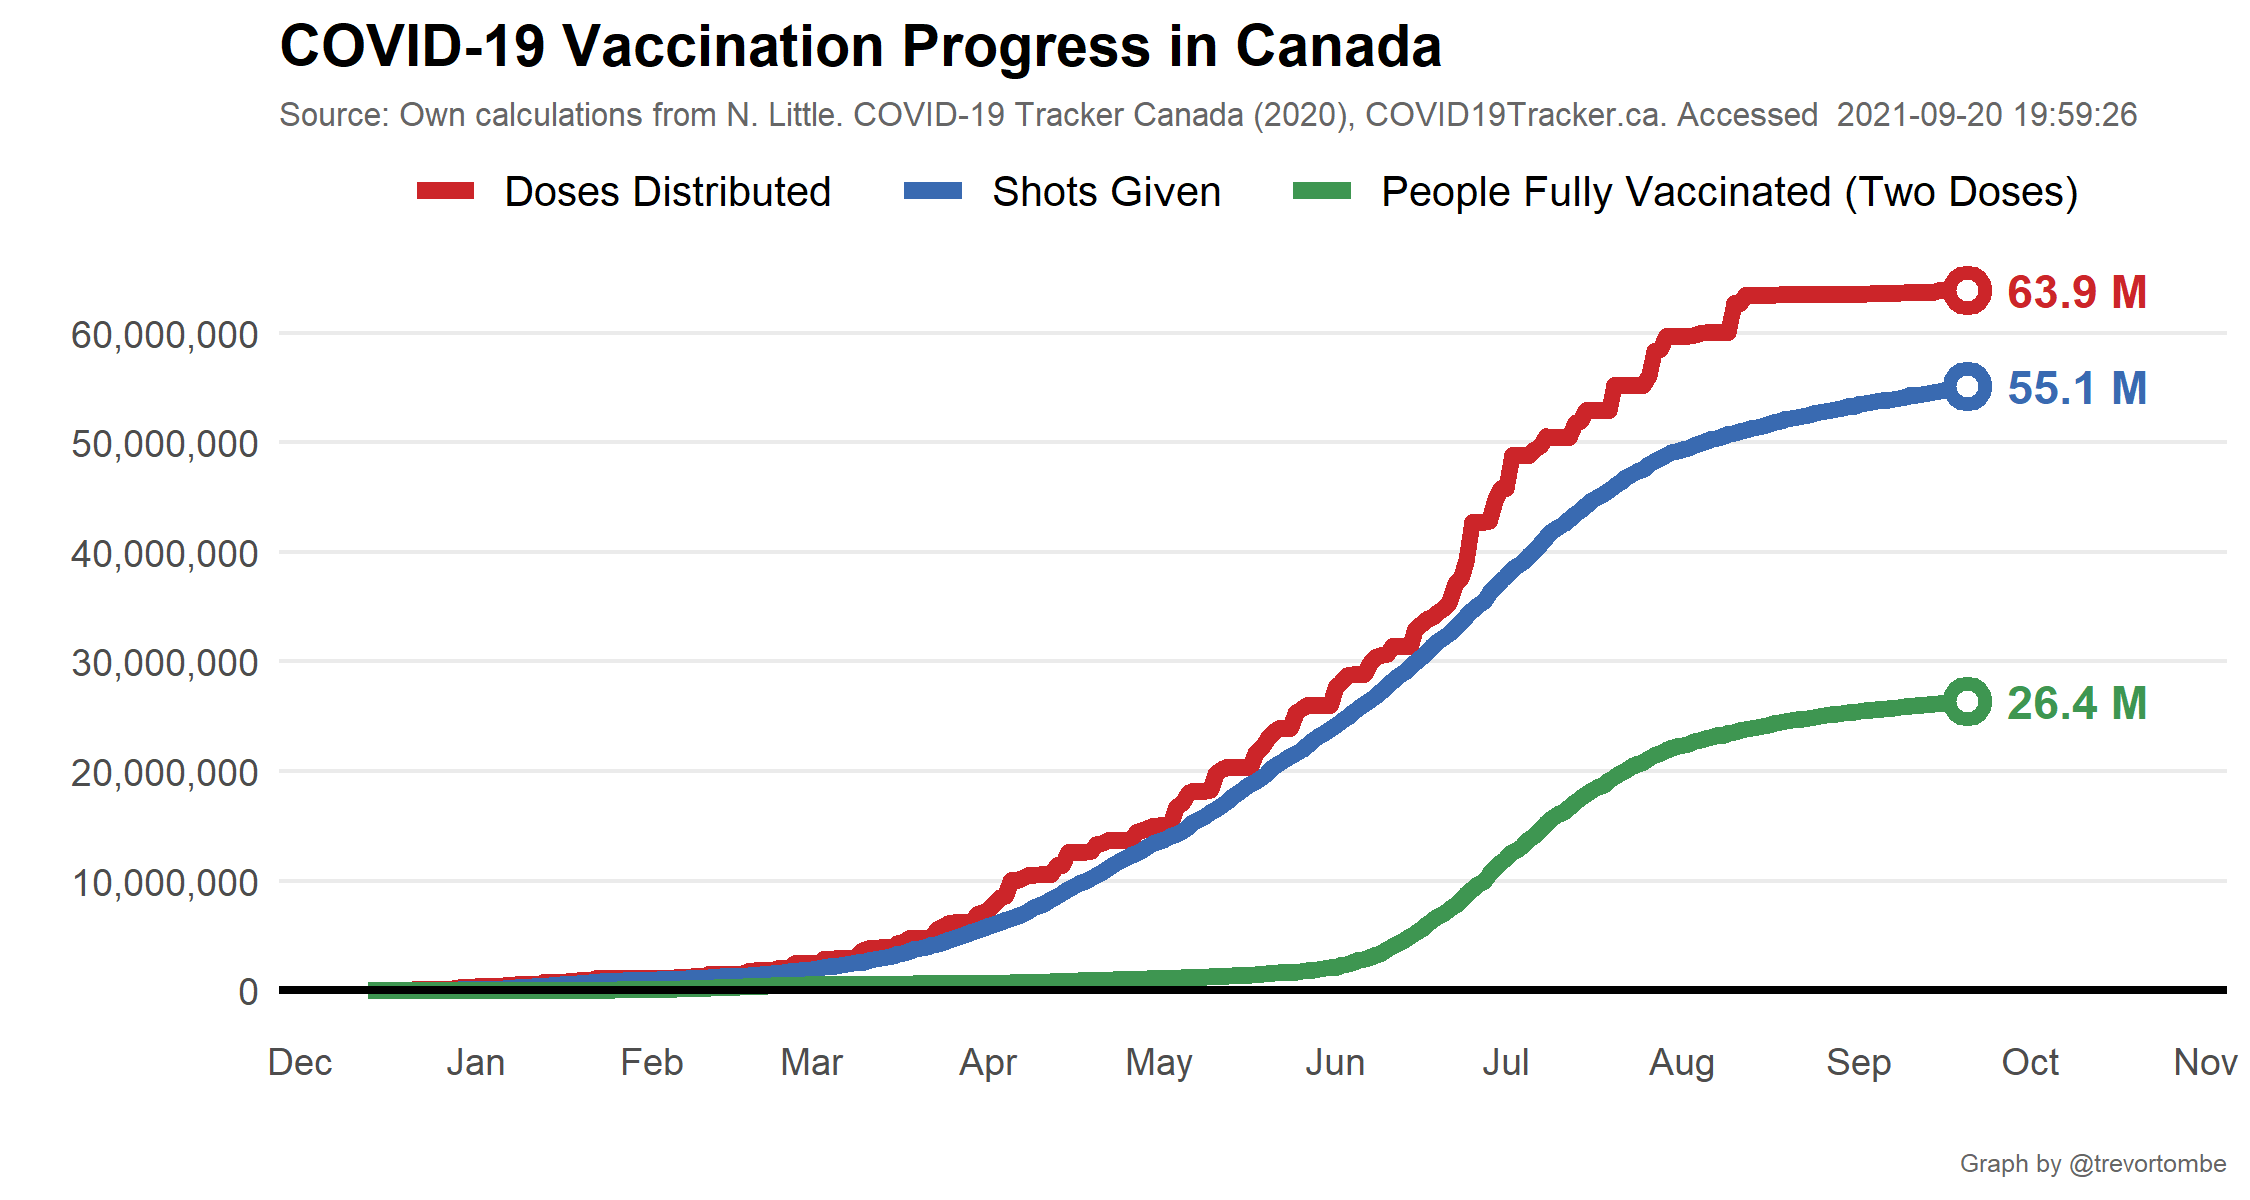 COVID-19 Vaccination Progress in Canada
Source: Own calculations from N. Little. COVID-19 Tracker Canada (2020), COVID19Tracker.ca. Accessed  2021-09-20 19:59:26
Doses Distributed
Shots Given
People Fully Vaccinated (Two Doses)
63.9 M
60,000,000
55.1 M
50,000,000
40,000,000
30,000,000
26.4 M
20,000,000
10,000,000
0
Dec Jan Feb Mar Apr May Jun Jul Aug Sep Oct Nov
Graph by @trevortombe